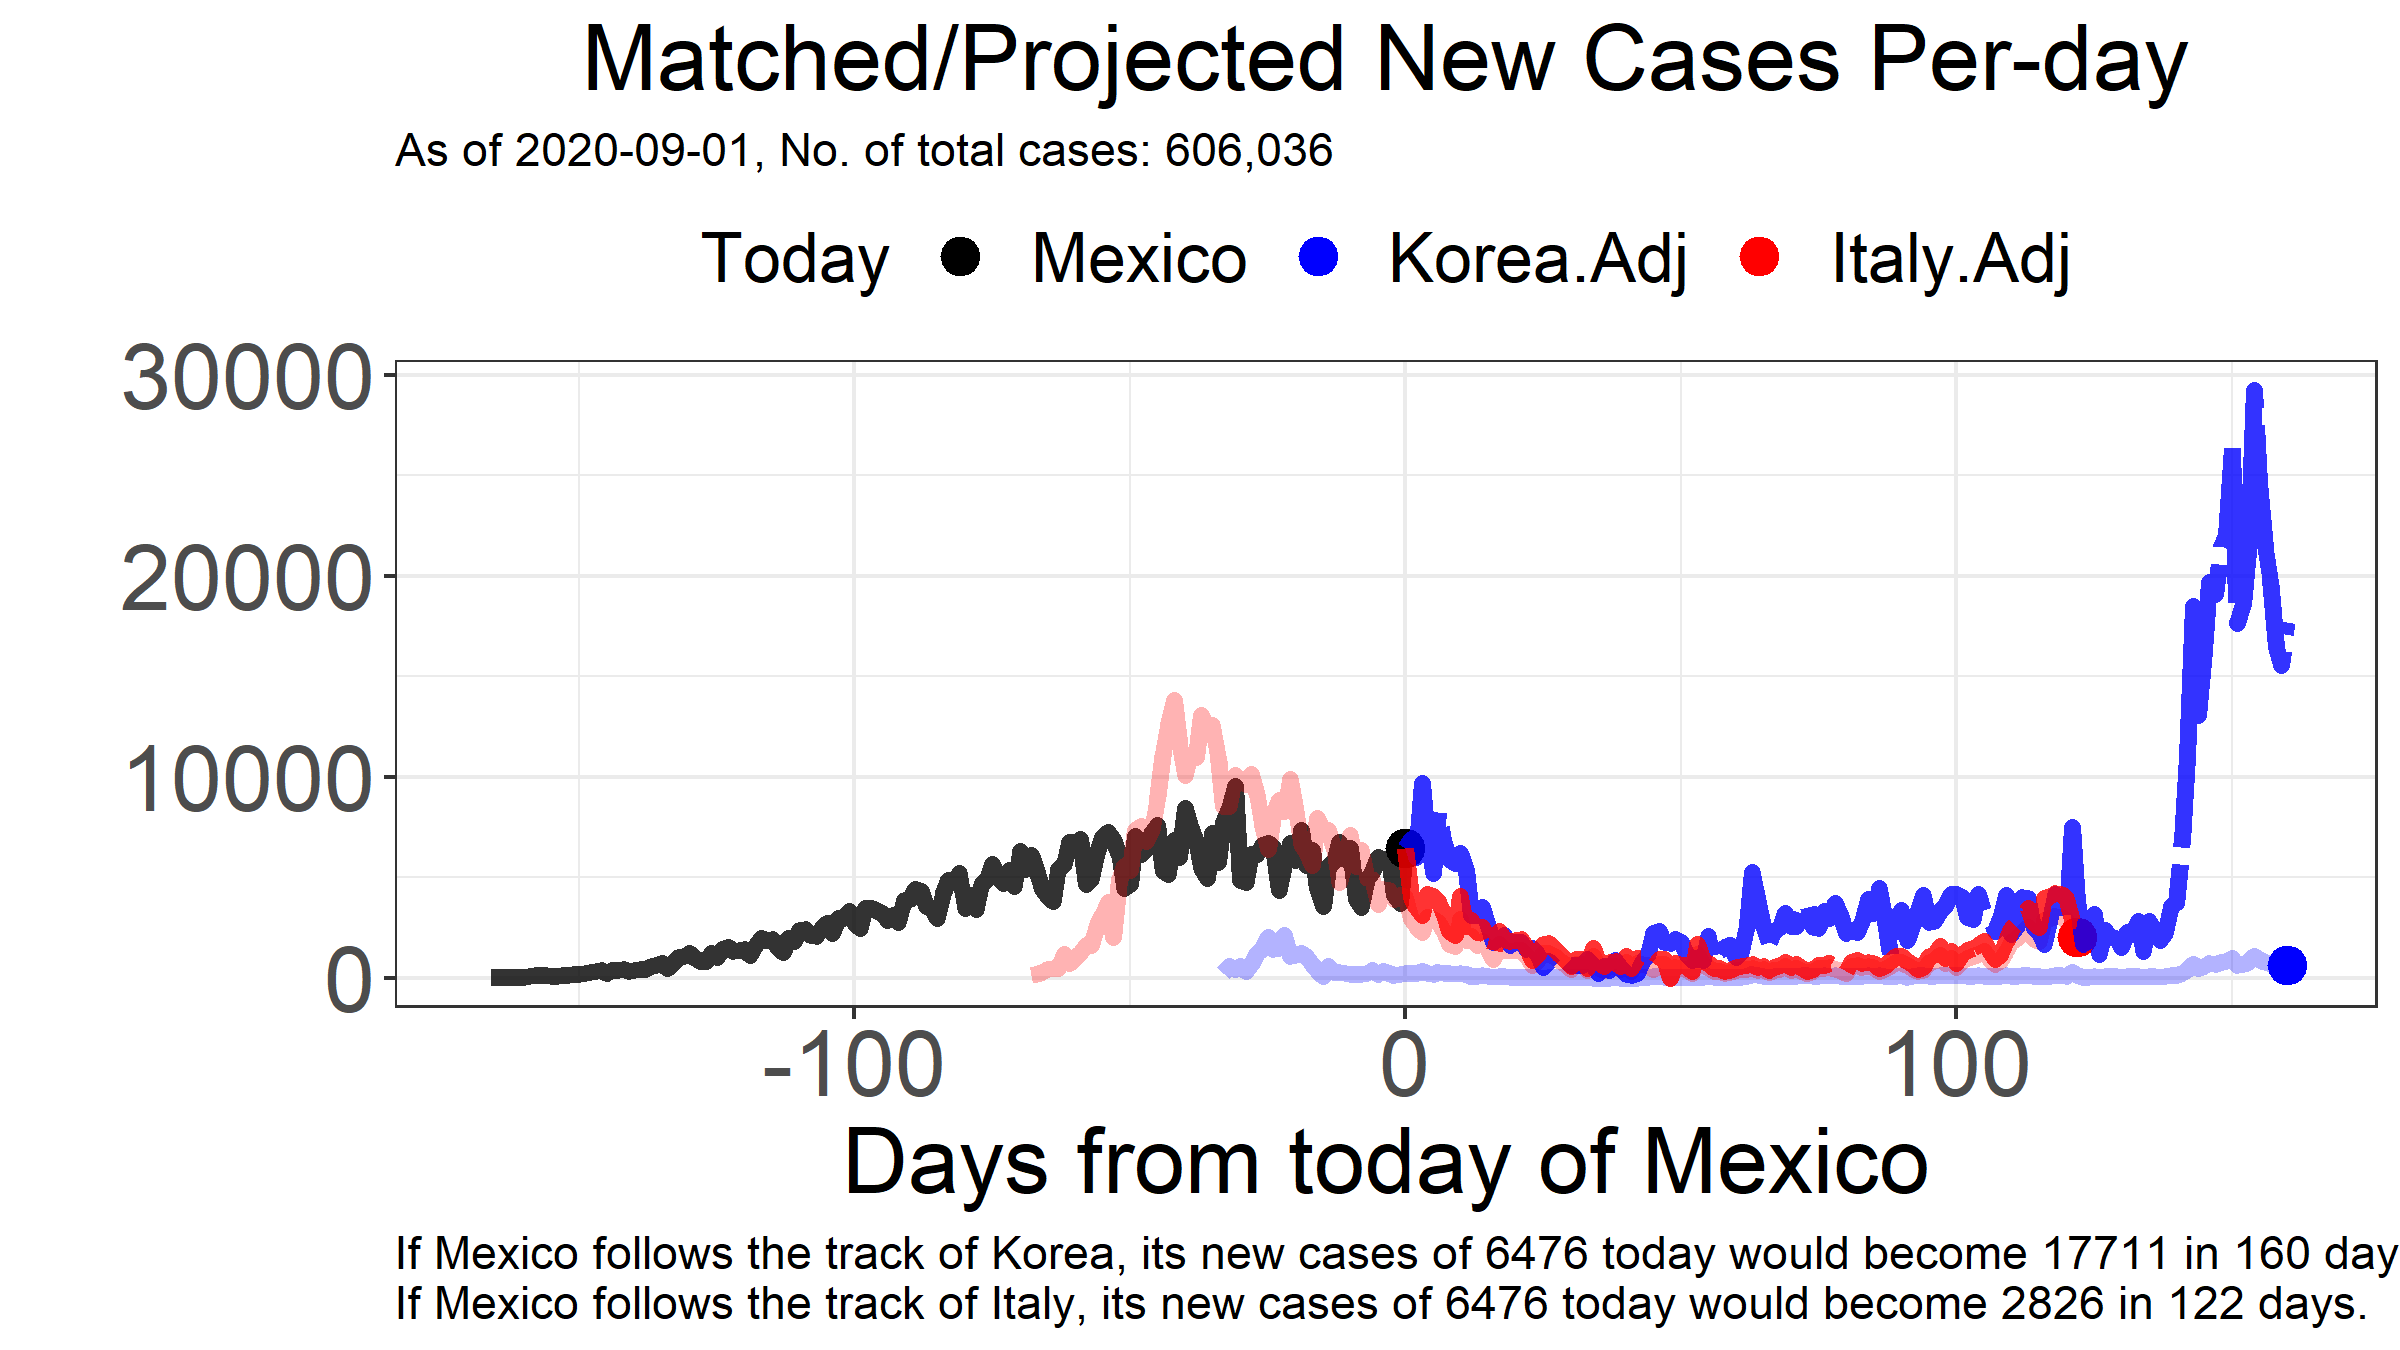 Matched/Projected New Cases Per-day
As of 2020-09-01, No. of total cases: 606,036
Today Mexico Korea.Adj Italy.Adj
30000
20000
10000
0
-100 0 100
Days from today of Mexico
If Mexico follows the track of Korea, its new cases of 6476 today would become 17711 in 160 day
If Mexico follows the track of Italy, its new cases of 6476 today would become 2826 in 122 days.